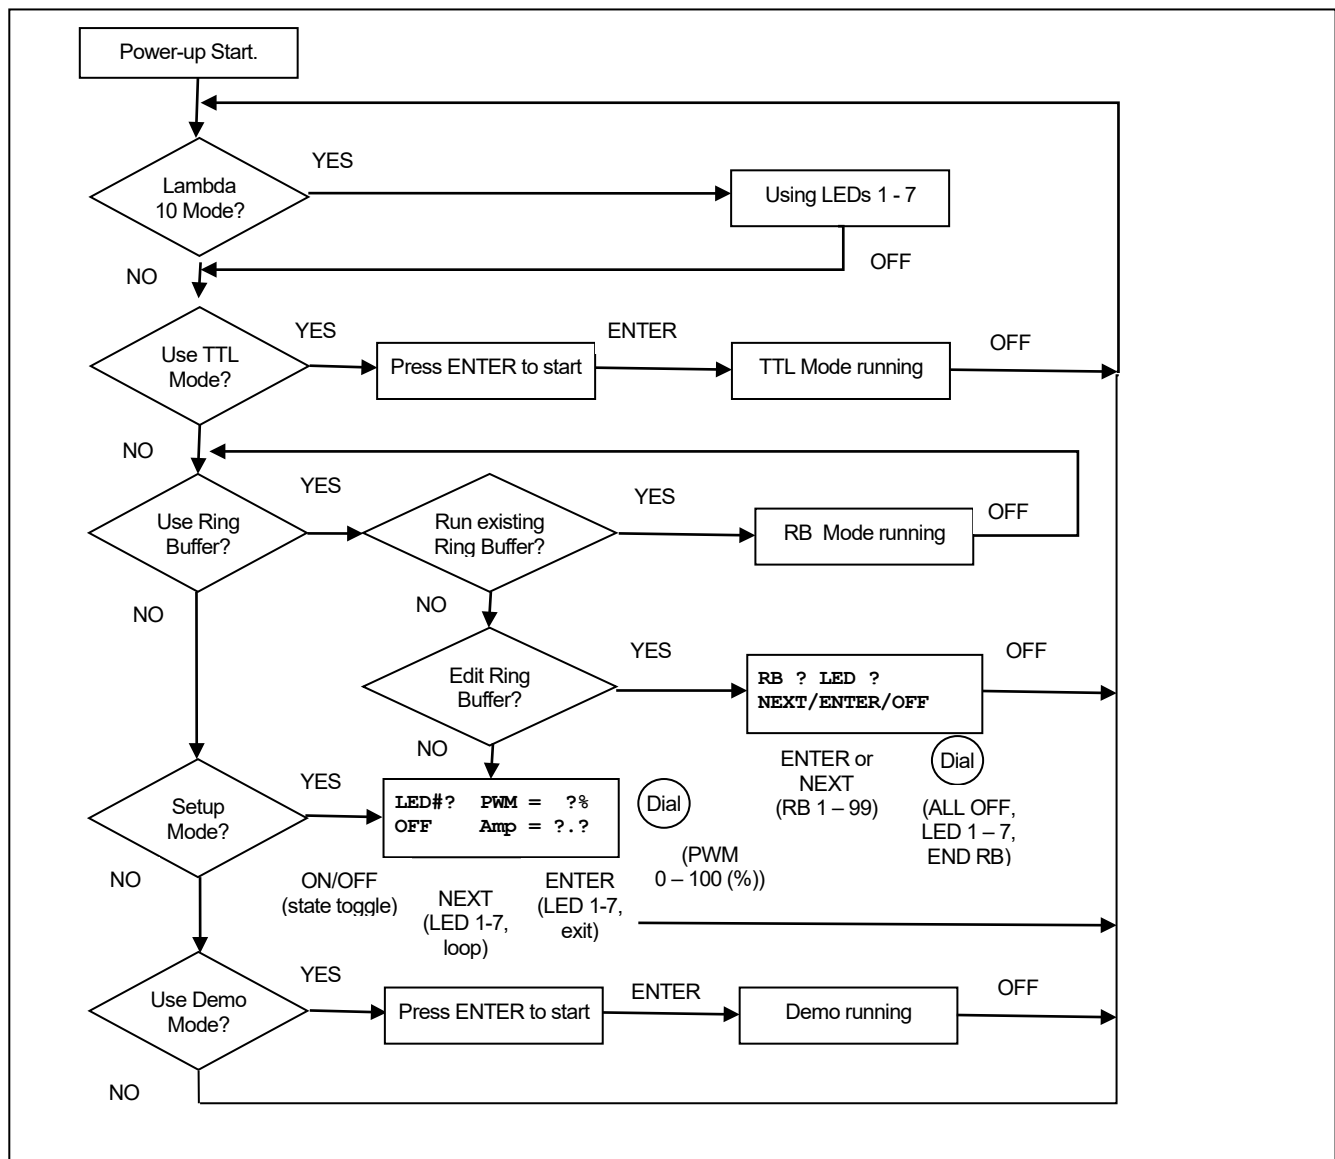 Power-up Start.
YES
Lambda
10 Mode?
Using LEDs 1 - 7
NO
OFF
YES
ENTER
OFF
Use TTL
Mode?
Press ENTER to start
TTL Mode running
NO
YES
YES
OFF
Use Ring
Buffer?
Run existing
Ring Buffer?
RB Mode running
NO
NO
YES
OFF
Edit Ring
Buffer?
RB ? LED ?
NEXT/ENTER/OFF
NO
ENTER or
NEXT
(RB 1 – 99)
Dial
(ALL OFF,
LED 1 – 7,
END RB)
YES
Setup
Mode?
LED#? PWM = ?%
OFF Amp = ?.?
Dial
(PWM
0 – 100 (%))
NO
ON/OFF
(state toggle)
NEXT
(LED 1-7,
loop)
ENTER
(LED 1-7,
exit)
YES
ENTER
OFF
Use Demo
Mode?
Press ENTER to start
Demo running
NO